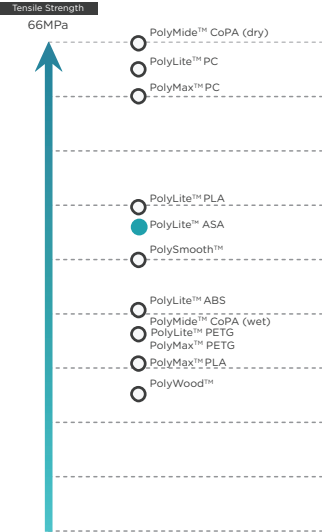 Tensile Strength
66MPa
PolyMide™ CoPA (dry)
PolyLite™ PC
PolyMax™ PC
PolyLite™ PLA
PolyLite™ ASA
PolySmooth™
PolyLite™ ABS
PolyMide™ CoPA (wet)
PolyLite™ PETG
PolyMax™ PETG
PolyMax™ PLA
PolyWood™